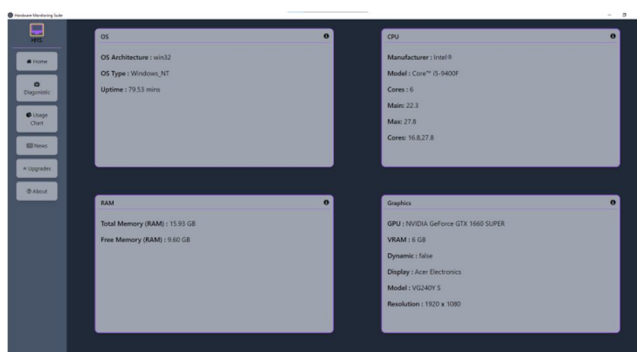 Hardware Monitoring Suite
HMS
Home
Diagnostic
Usage
Chart
News
Upgrades
About
OS
OS Architecture : win32
OS Type : Windows_NT
Uptime : 79.53 mins
CPU
Manufacturer : Intel®
Model : Core™ i5-9400F
Cores : 6
Main: 22.3
Max: 27.8
Cores: 16.8,27.8
RAM
Total Memory (RAM) : 15.93 GB
Free Memory (RAM) : 9.60 GB
Graphics
GPU : NVIDIA GeForce GTX 1660 SUPER
VRAM : 6 GB
Dynamic : false
Display : Acer Electronics
Model : VG240Y S
Resolution : 1920 x 1080